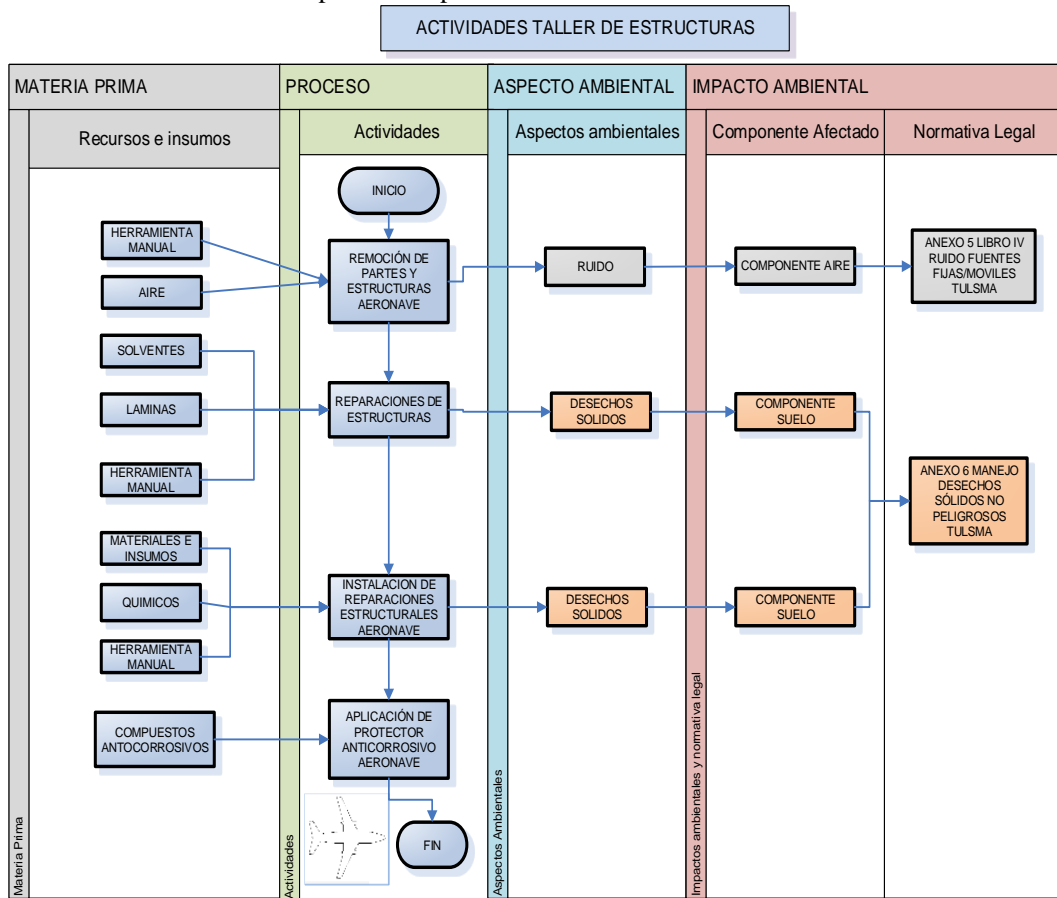 ACTIVIDADES TALLER DE ESTRUCTURAS
MATERIA PRIMA
PROCESO
ASPECTO AMBIENTAL
IMPACTO AMBIENTAL
Recursos e insumos
Actividades
Aspectos ambientales
Componente Afectado
Normativa Legal
INICIO
HERRAMIENTA
MANUAL
AIRE
REMOCIÓN DE
PARTES Y
ESTRUCTURAS
AERONAVE
RUIDO
COMPONENTE AIRE
ANEXO 5 LIBRO IV
RUIDO FUENTES
FIJAS/MOVILES
TULSMA
SOLVENTES
LAMINAS
HERRAMIENTA
MANUAL
REPARACIONES DE
ESTRUCTURAS
DESECHOS
SOLIDOS
COMPONENTE
SUELO
ANEXO 6 MANEJO
DESECHOS
SÓLIDOS NO
PELIGROSOS
TULSMA
MATERIALES E
INSUMOS
QUIMICOS
HERRAMIENTA
MANUAL
INSTALACION DE
REPARACIONES
ESTRUCTURALES
AERONAVE
DESECHOS
SOLIDOS
COMPONENTE
SUELO
COMPUESTOS
ANTOCORROSIVOS
APLICACIÓN DE
PROTECTOR
ANTICORROSIVO
AERONAVE
FIN
Materia Prima
Actividades
Aspectos Ambientales
Impactos ambientales y normativa legal